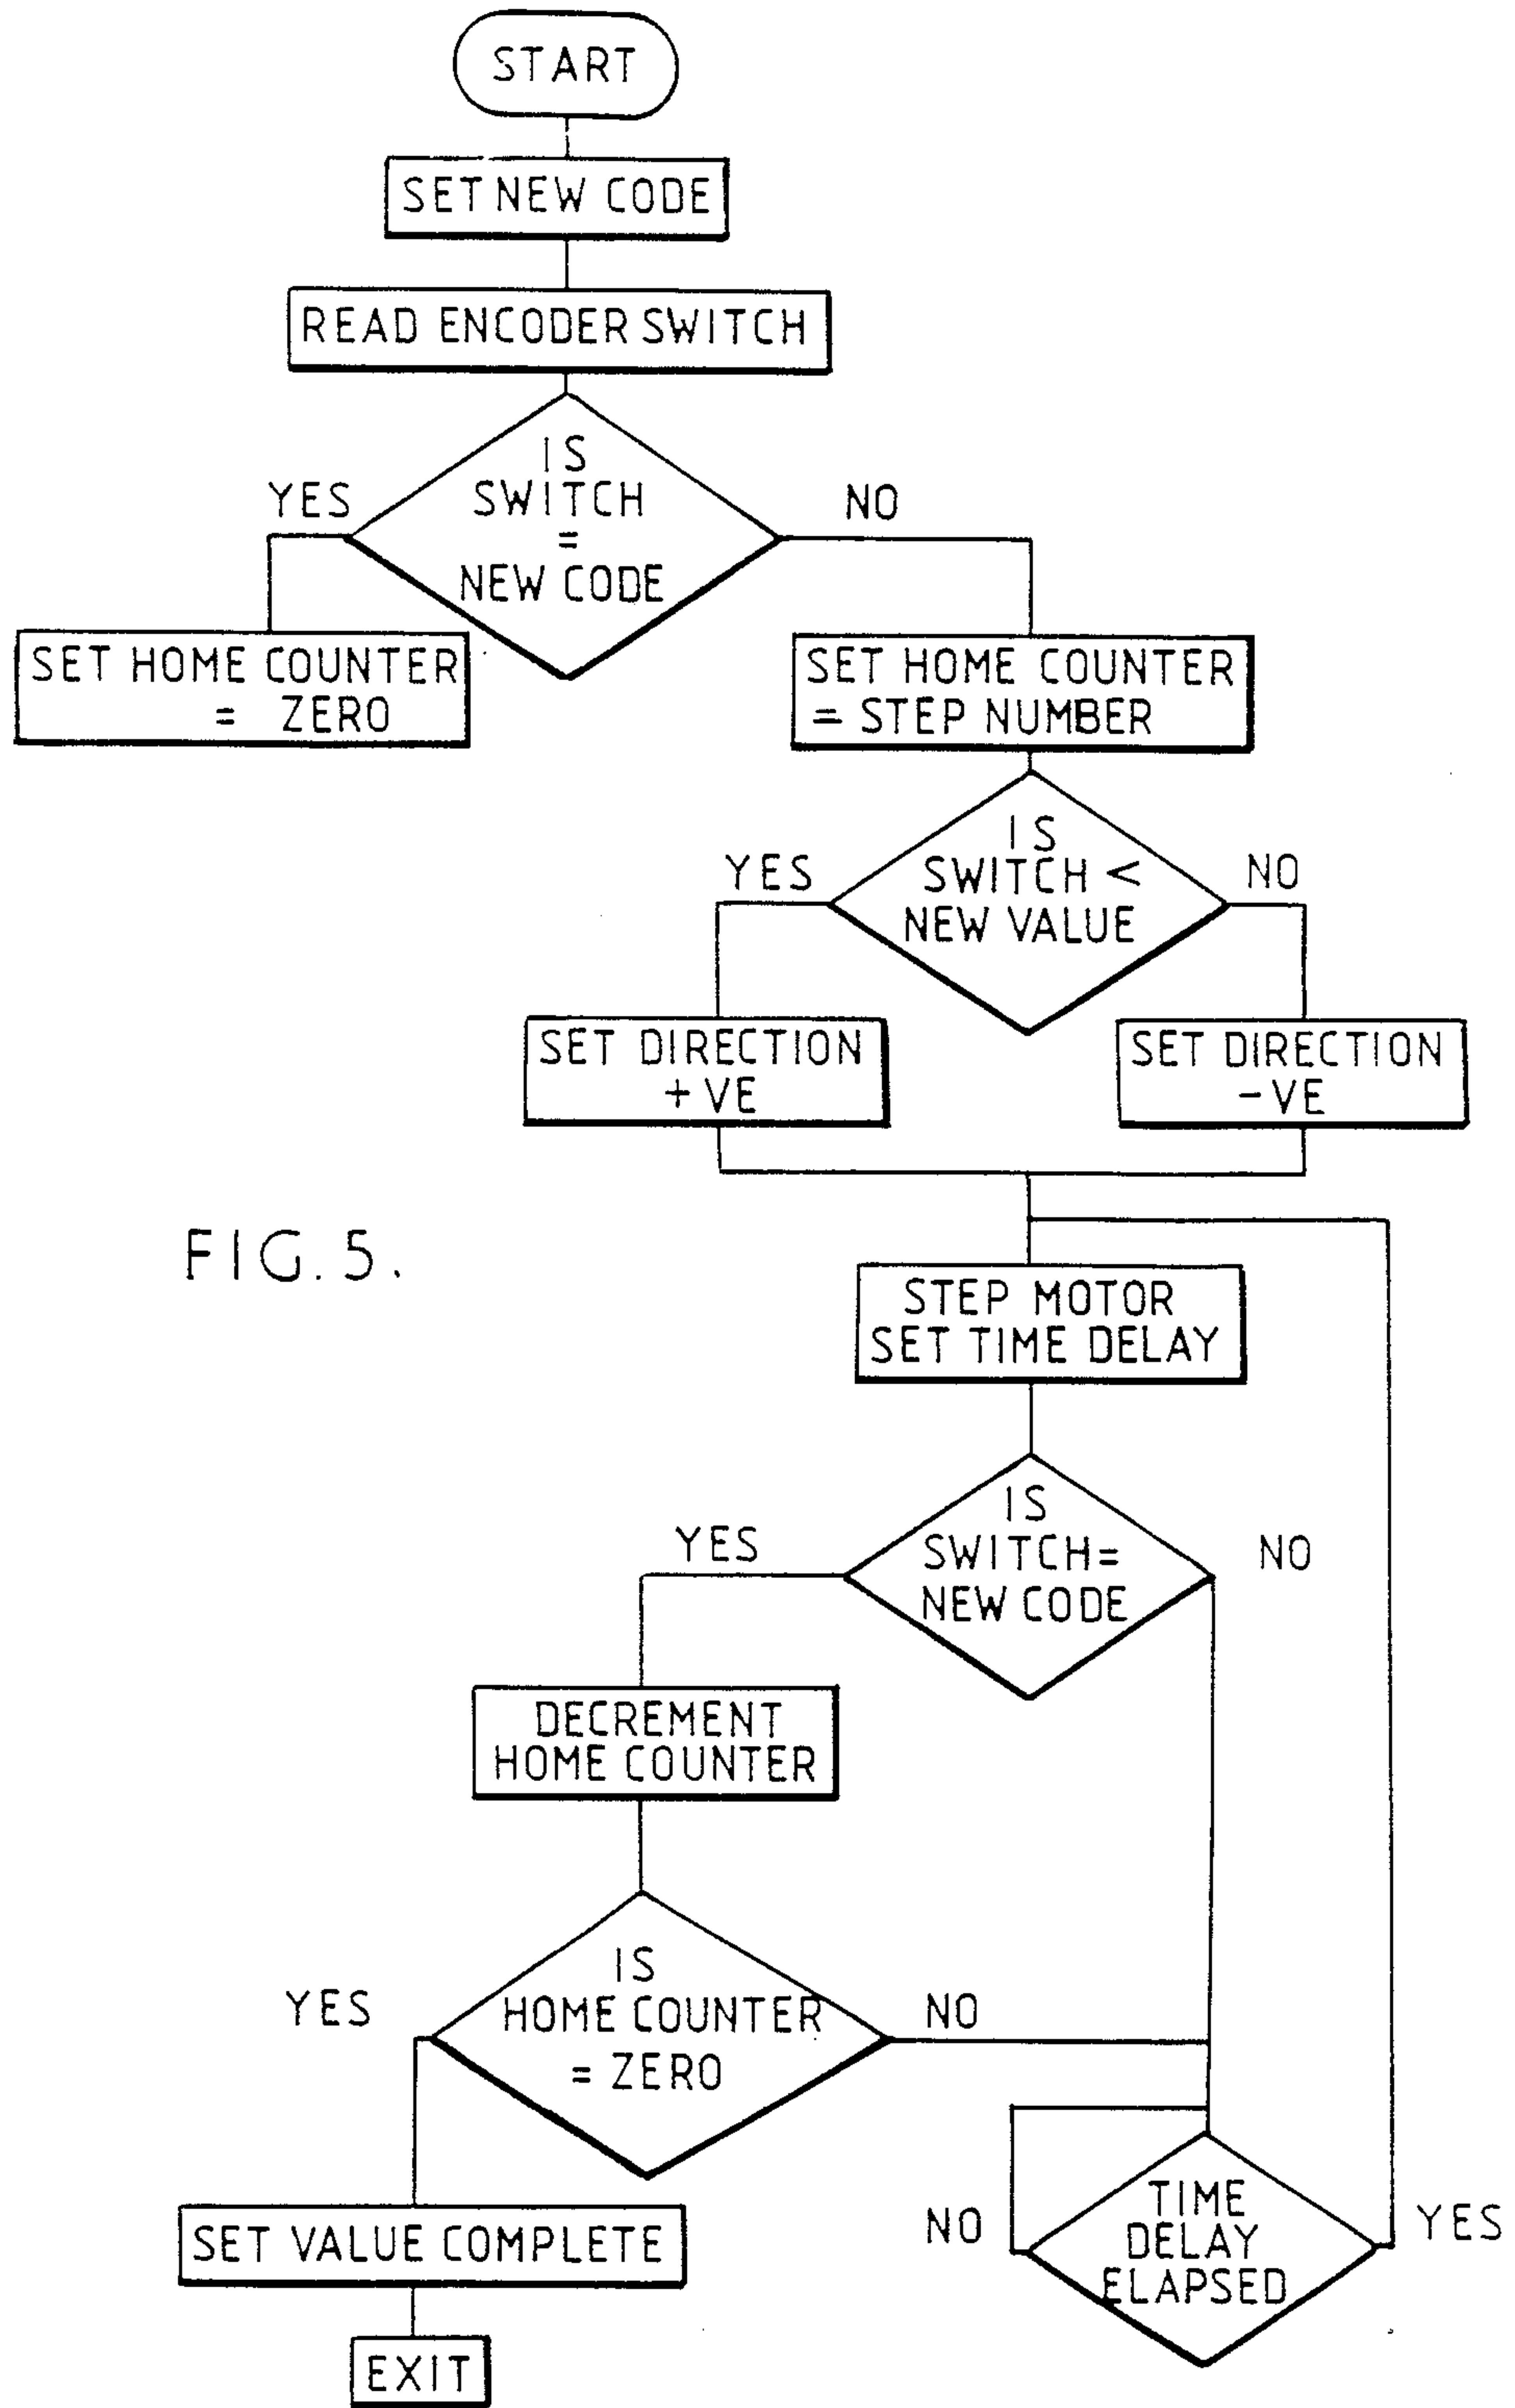 START
SET NEW CODE
READ ENCODER SWITCH
IS
SWITCH
=
NEW CODE
YES
NO
SET HOME COUNTER
= ZERO
SET HOME COUNTER
= STEP NUMBER
IS
SWITCH <
NEW VALUE
YES
NO
SET DIRECTION
+VE
SET DIRECTION
-VE
FIG. 5.
STEP MOTOR
SET TIME DELAY
IS
SWITCH =
NEW CODE
YES
NO
DECREMENT
HOME COUNTER
IS
HOME COUNTER
= ZERO
YES
NO
TIME
DELAY
ELAPSED
NO
YES
SET VALUE COMPLETE
EXIT